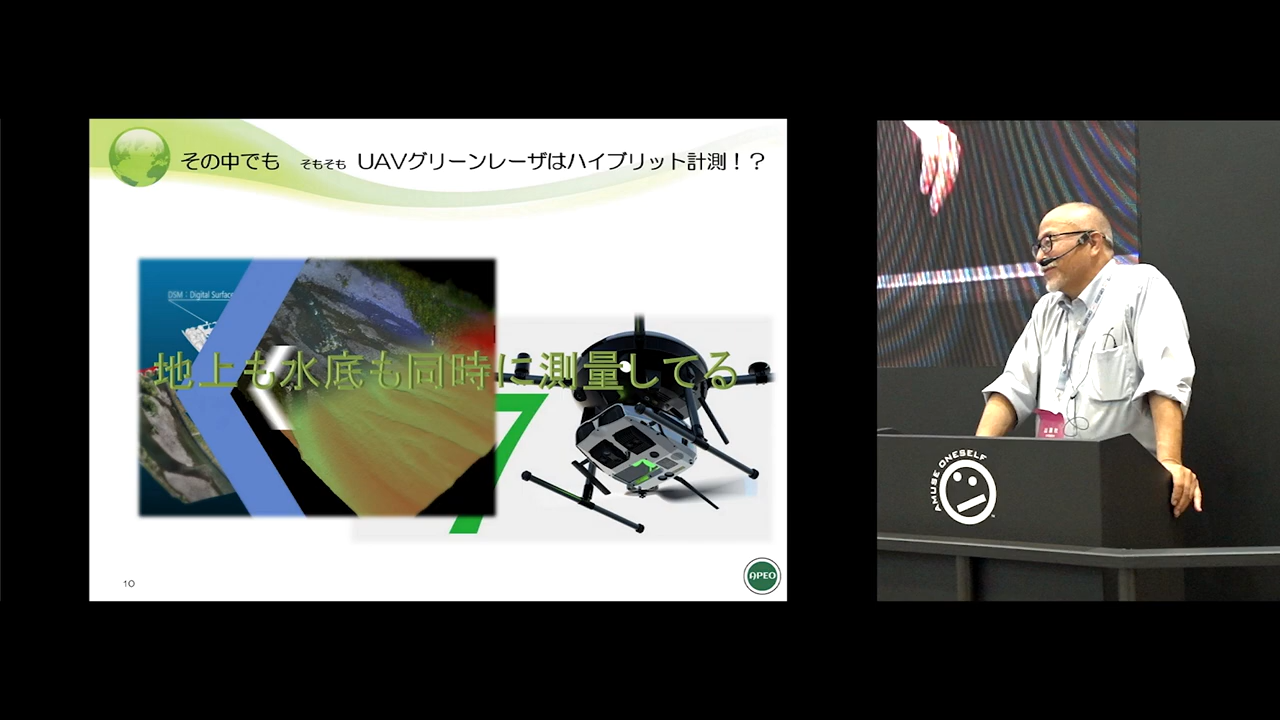 その中でも そもそも UAVグリーンレーザはハイブリット計測！？
DSM：Digital Surface
地上も水底も同時に測量してる
7
10
APEO
AMUSE ONESELF